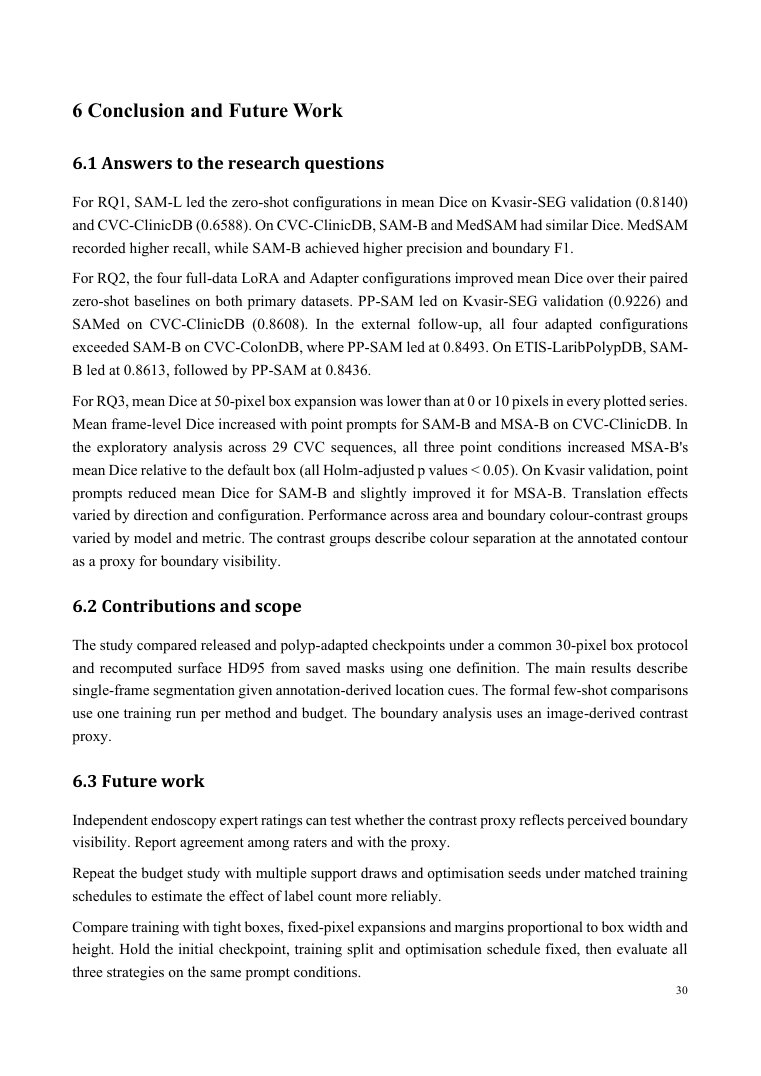 6 Conclusion and Future Work
6.1 Answers to the research questions
For RQ1, SAM-L led the zero-shot configurations in mean Dice on Kvasir-SEG validation (0.8140)
and CVC-ClinicDB (0.6588). On CVC-ClinicDB, SAM-B and MedSAM had similar Dice. MedSAM
recorded higher recall, while SAM-B achieved higher precision and boundary F1.
For RQ2, the four full-data LoRA and Adapter configurations improved mean Dice over their paired
zero-shot baselines on both primary datasets. PP-SAM led on Kvasir-SEG validation (0.9226) and
SAMed on CVC-ClinicDB (0.8608). In the external follow-up, all four adapted configurations
exceeded SAM-B on CVC-ColonDB, where PP-SAM led at 0.8493. On ETIS-LaribPolypDB, SAM-
B led at 0.8613, followed by PP-SAM at 0.8436.
For RQ3, mean Dice at 50-pixel box expansion was lower than at 0 or 10 pixels in every plotted series.
Mean frame-level Dice increased with point prompts for SAM-B and MSA-B on CVC-ClinicDB. In
the exploratory analysis across 29 CVC sequences, all three point conditions increased MSA-B's
mean Dice relative to the default box (all Holm-adjusted p values < 0.05). On Kvasir validation, point
prompts reduced mean Dice for SAM-B and slightly improved it for MSA-B. Translation effects
varied by direction and configuration. Performance across area and boundary colour-contrast groups
varied by model and metric. The contrast groups describe colour separation at the annotated contour
as a proxy for boundary visibility.
6.2 Contributions and scope
The study compared released and polyp-adapted checkpoints under a common 30-pixel box protocol
and recomputed surface HD95 from saved masks using one definition. The main results describe
single-frame segmentation given annotation-derived location cues. The formal few-shot comparisons
use one training run per method and budget. The boundary analysis uses an image-derived contrast
proxy.
6.3 Future work
Independent endoscopy expert ratings can test whether the contrast proxy reflects perceived boundary
visibility. Report agreement among raters and with the proxy.
Repeat the budget study with multiple support draws and optimisation seeds under matched training
schedules to estimate the effect of label count more reliably.
Compare training with tight boxes, fixed-pixel expansions and margins proportional to box width and
height. Hold the initial checkpoint, training split and optimisation schedule fixed, then evaluate all
three strategies on the same prompt conditions.
30